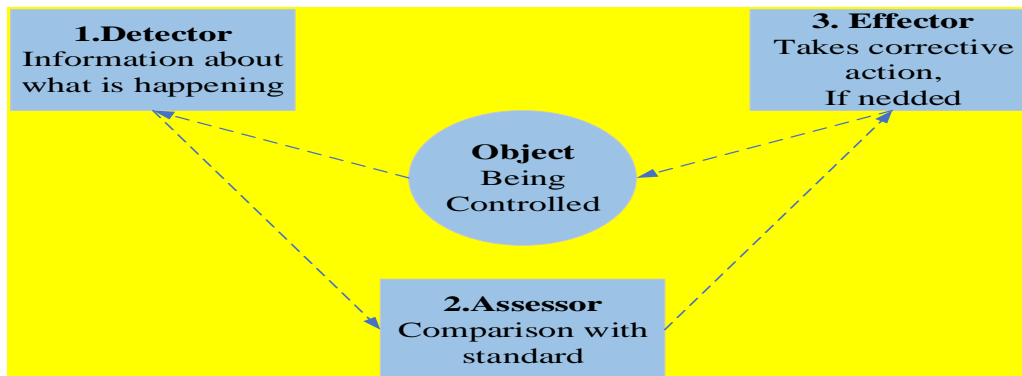 1.Detector
Information about
what is happening
3. Effector
Takes corrective
action,
If nedded
Object
Being
Controlled
2.Assessor
Comparison with
standard